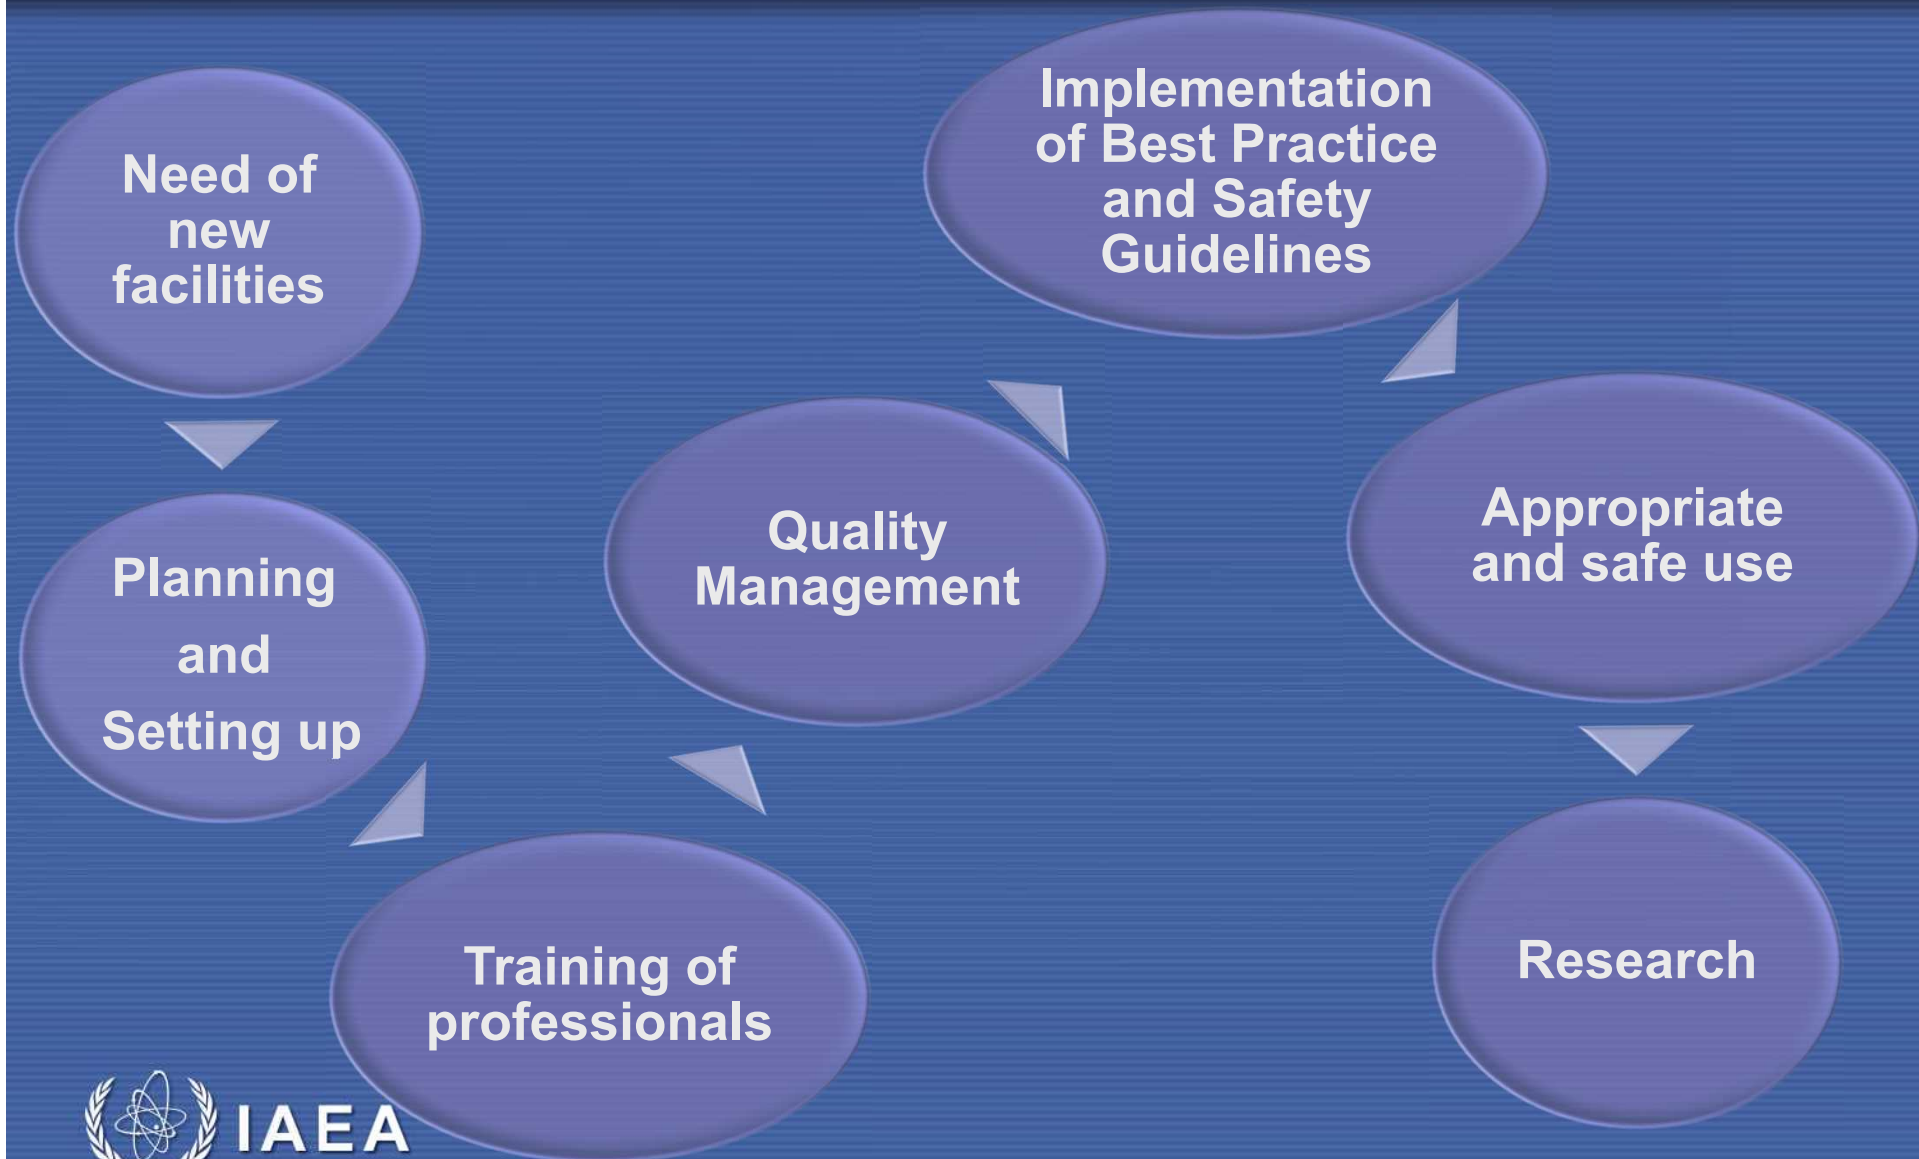 Need of
new
facilities
Planning
and
Setting up
Training of
professionals
Quality
Management
Implementation
of Best Practice
and Safety
Guidelines
Appropriate
and safe use
Research
IAEA